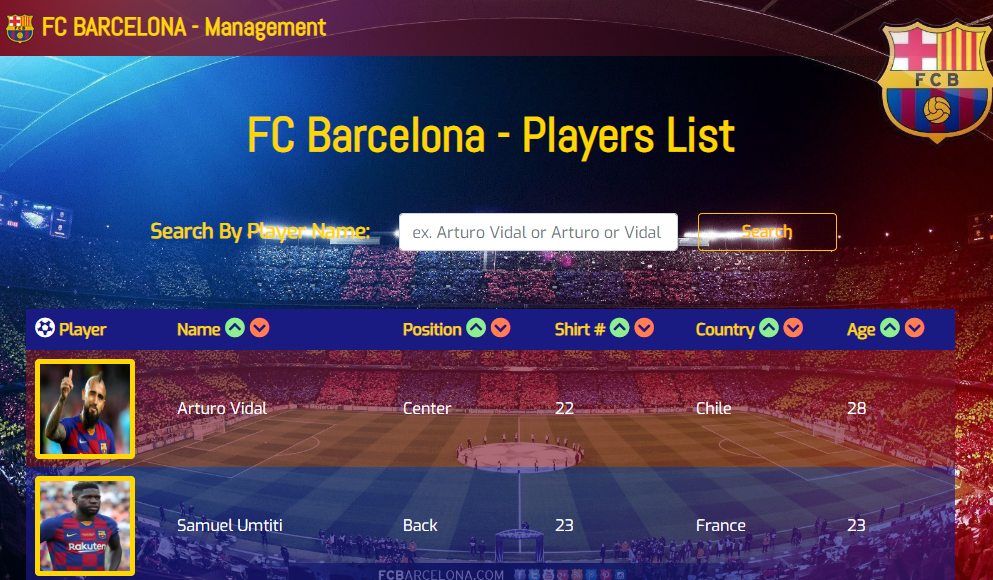 FC BARCELONA - Management
FCB
FC Barcelona - Players List
Search By Player Name: ex. Arturo Vidal or Arturo or Vidal Search
Player Name Position Shirt # Country Age
Arturo Vidal Center 22 Chile 28
Rakuten
Samuel Umtiti Back 23 France 23
FCBARCELONA.COM